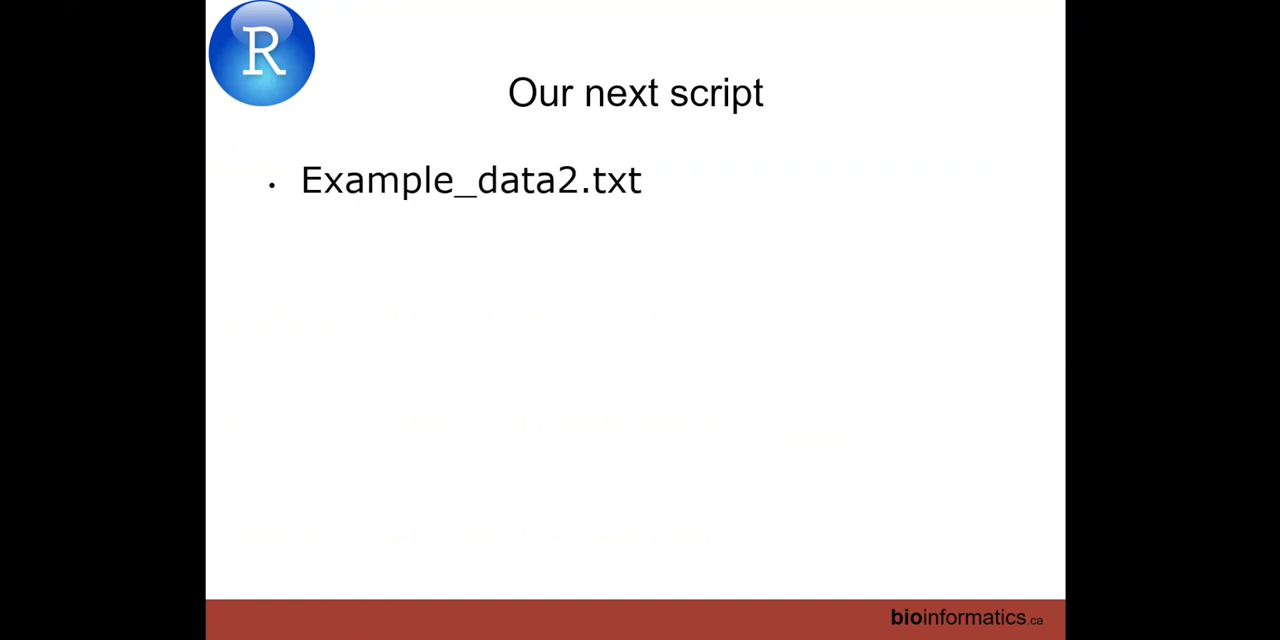 R
Our next script
• Example_data2.txt
bioinformatics.ca